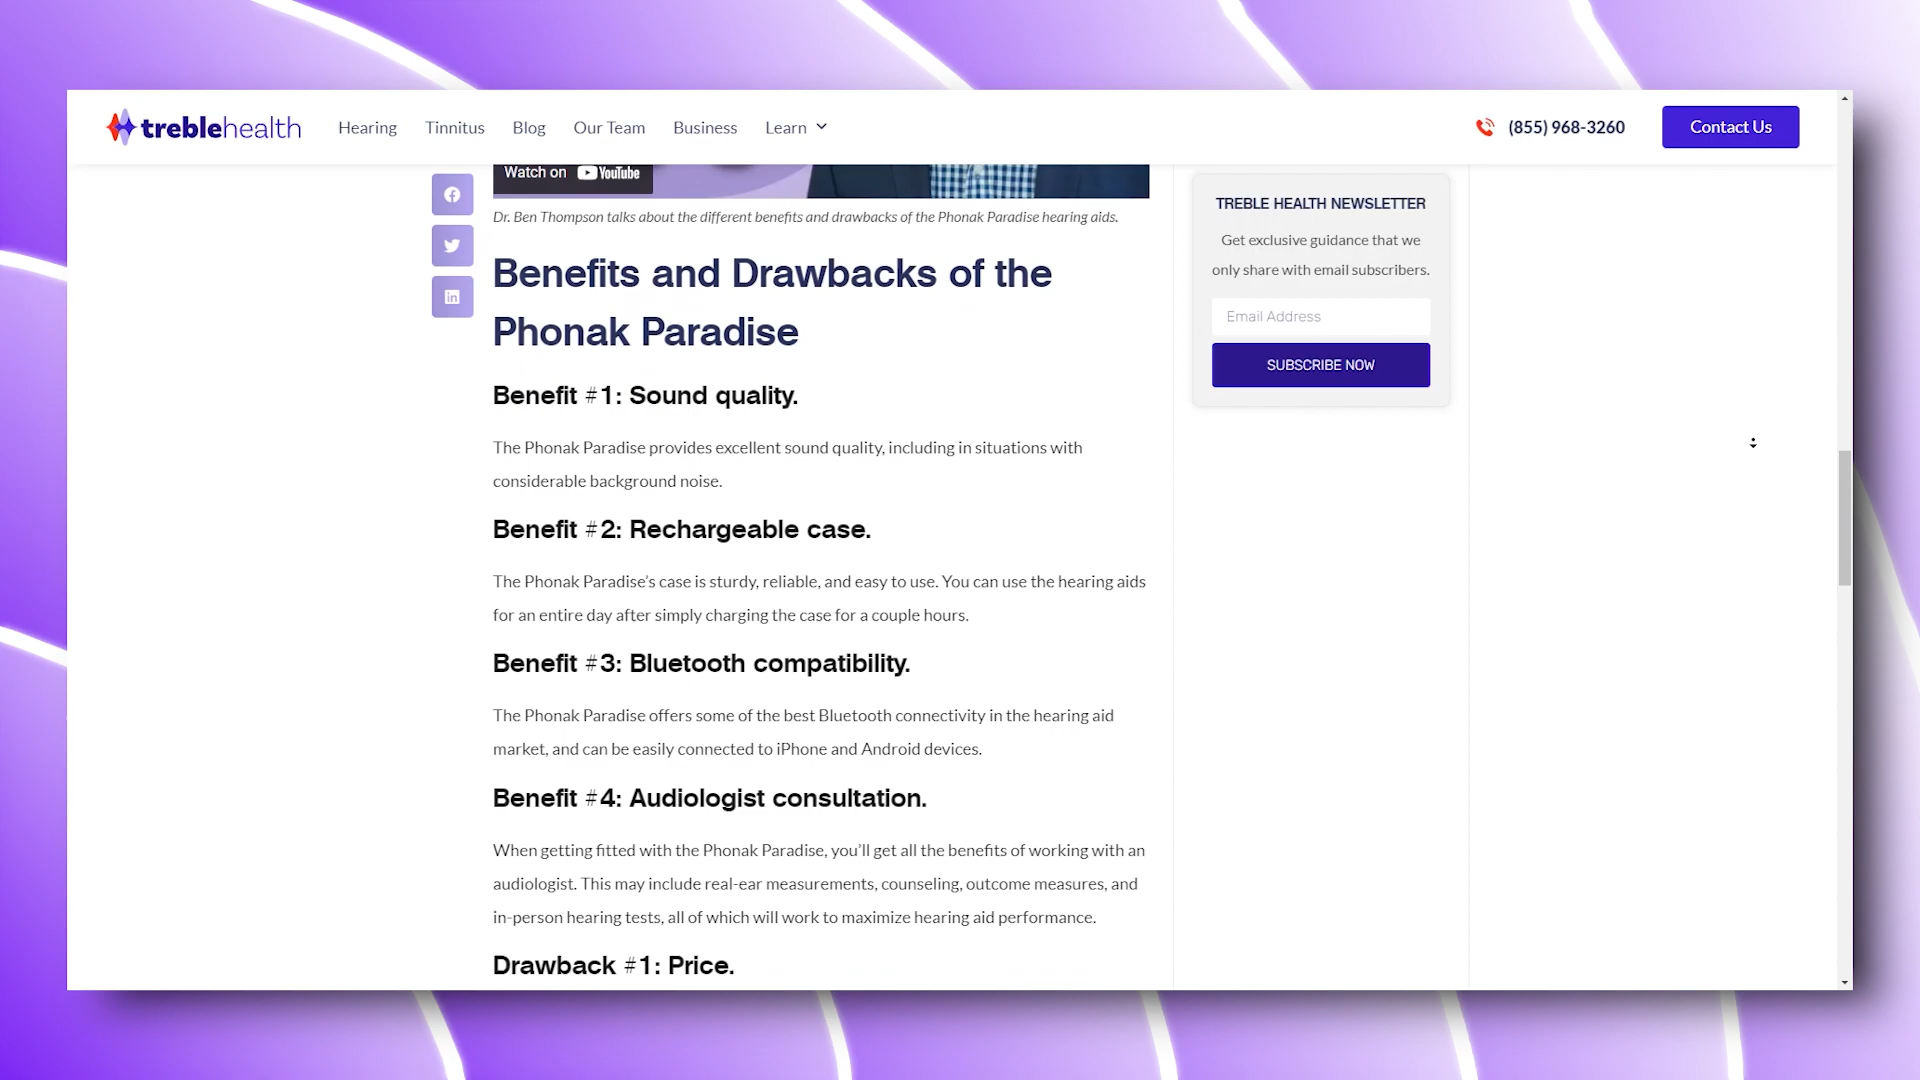 treblehealth
Hearing
Tinnitus
Blog
Our Team
Business
Learn
(855) 968-3260
Contact Us
Watch on YouTube
Dr. Ben Thompson talks about the different benefits and drawbacks of the Phonak Paradise hearing aids.
Benefits and Drawbacks of the
Phonak Paradise
Benefit #1: Sound quality.
The Phonak Paradise provides excellent sound quality, including in situations with
considerable background noise.
Benefit #2: Rechargeable case.
The Phonak Paradise’s case is sturdy, reliable, and easy to use. You can use the hearing aids
for an entire day after simply charging the case for a couple hours.
Benefit #3: Bluetooth compatibility.
The Phonak Paradise offers some of the best Bluetooth connectivity in the hearing aid
market, and can be easily connected to iPhone and Android devices.
Benefit #4: Audiologist consultation.
When getting fitted with the Phonak Paradise, you’ll get all the benefits of working with an
audiologist. This may include real-ear measurements, counseling, outcome measures, and
in-person hearing tests, all of which will work to maximize hearing aid performance.
Drawback #1: Price.
TREBLE HEALTH NEWSLETTER
Get exclusive guidance that we
only share with email subscribers.
Email Address
SUBSCRIBE NOW